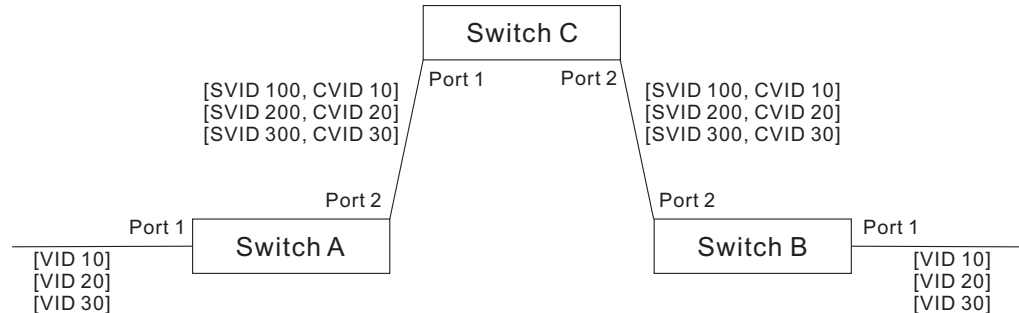 Switch C
Port 1
Port 2
[SVID 100, CVID 10]
[SVID 200, CVID 20]
[SVID 300, CVID 30]
[SVID 100, CVID 10]
[SVID 200, CVID 20]
[SVID 300, CVID 30]
Port 2
Port 2
Port 1
Switch A
Switch B
Port 1
[VID 10]
[VID 20]
[VID 30]
[VID 10]
[VID 20]
[VID 30]